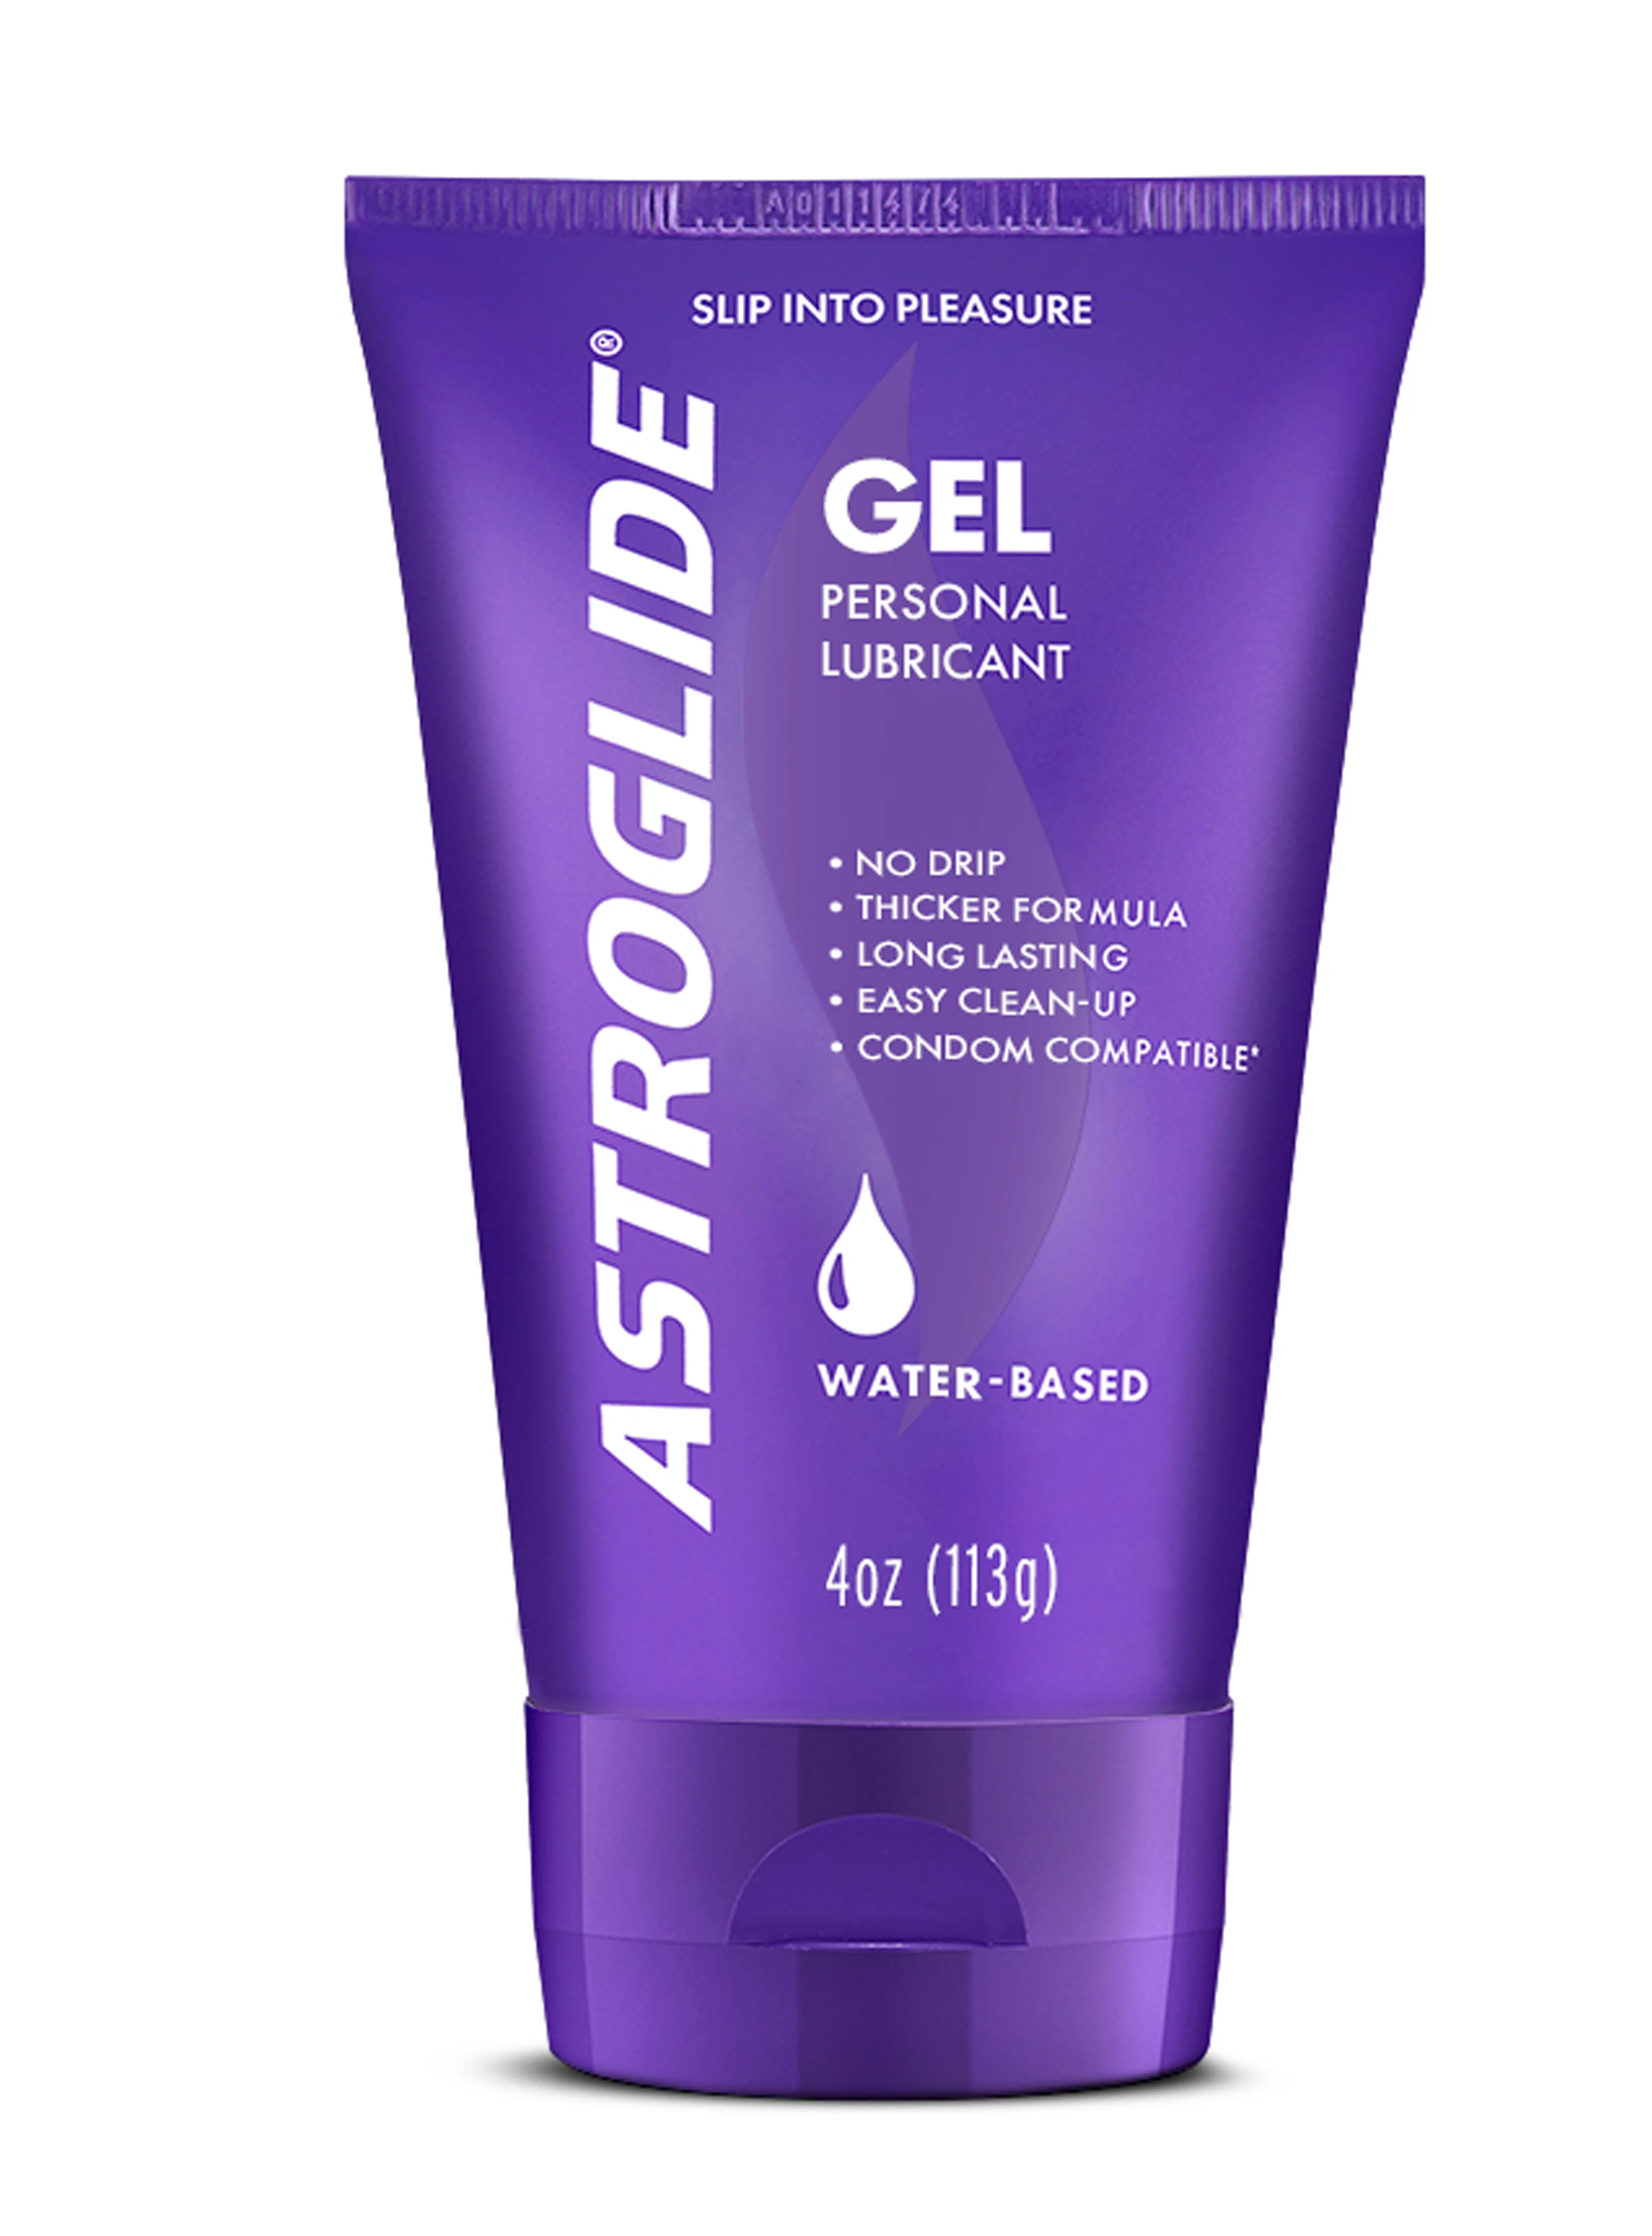 SLIP INTO PLEASURE
ASTROGLIDE®
GEL
PERSONAL
LUBRICANT
• NO DRIP
• THICKER FORMULA
• LONG LASTING
• EASY CLEAN-UP
• CONDOM COMPATIBLE*
WATER-BASED
4oz (113g)